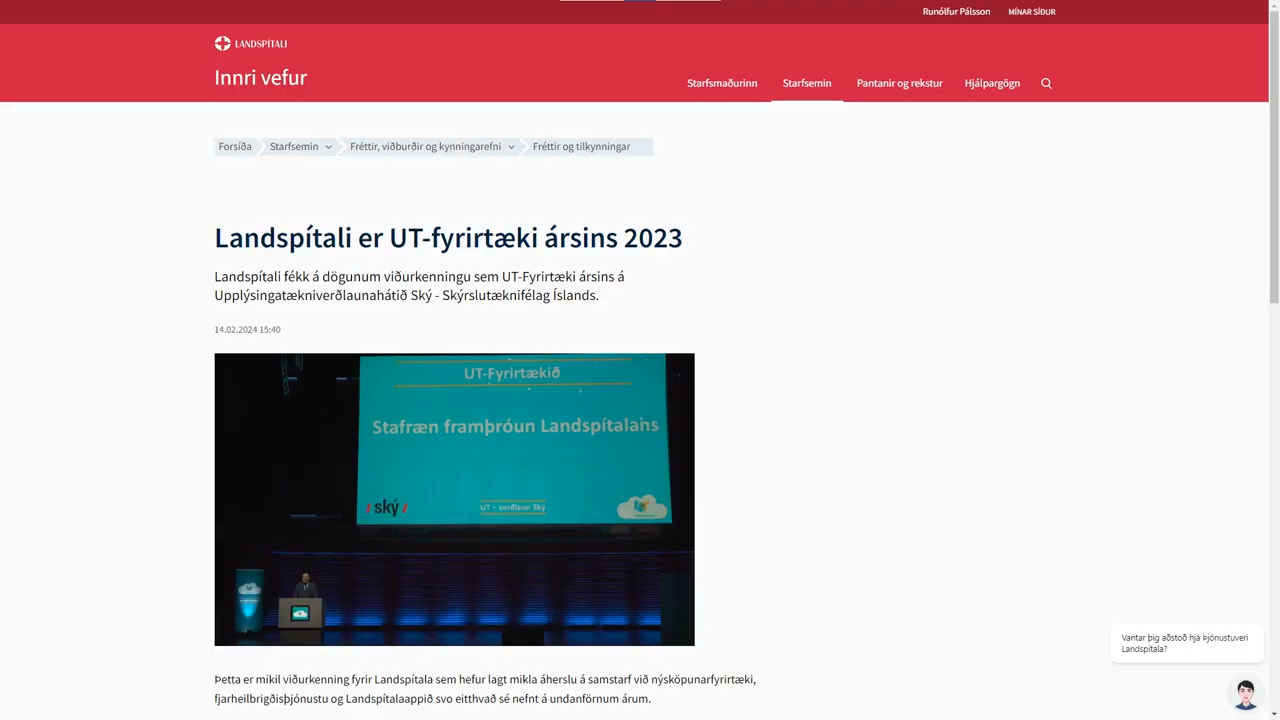 Runólfur Pálsson MÍNAR SÍÐUR
LANDSPÍTALI
Innri vefur
Starfsmaðurinn Starfsemin Pantanir og rekstur Hjálpargögn
Forsíða Starfsemin Fréttir, viðburðir og kynningarefni Fréttir og tilkynningar
Landspítali er UT-fyrirtæki ársins 2023
Landspítali fékk á dögunum viðurkenningu sem UT-Fyrirtæki ársins á
Upplýsingatækniverðlaunahátíð Ský - Skýrslutæknifélag Íslands.
14.02.2024 15:40
UT-Fyrirtækið
Stafræn framþróun Landspítalans
ský
UT – verðlaun Ský
Þetta er mikil viðurkenning fyrir Landspítala sem hefur lagt mikla áherslu á samstarf við nýsköpunarfyrirtæki,
fjarheilbrigðisþjónustu og Landspítalaappið svo eitthvað sé nefnt á undanförnum árum.
Vantar þig aðstoð hjá Þjónustuveri
Landspítala?